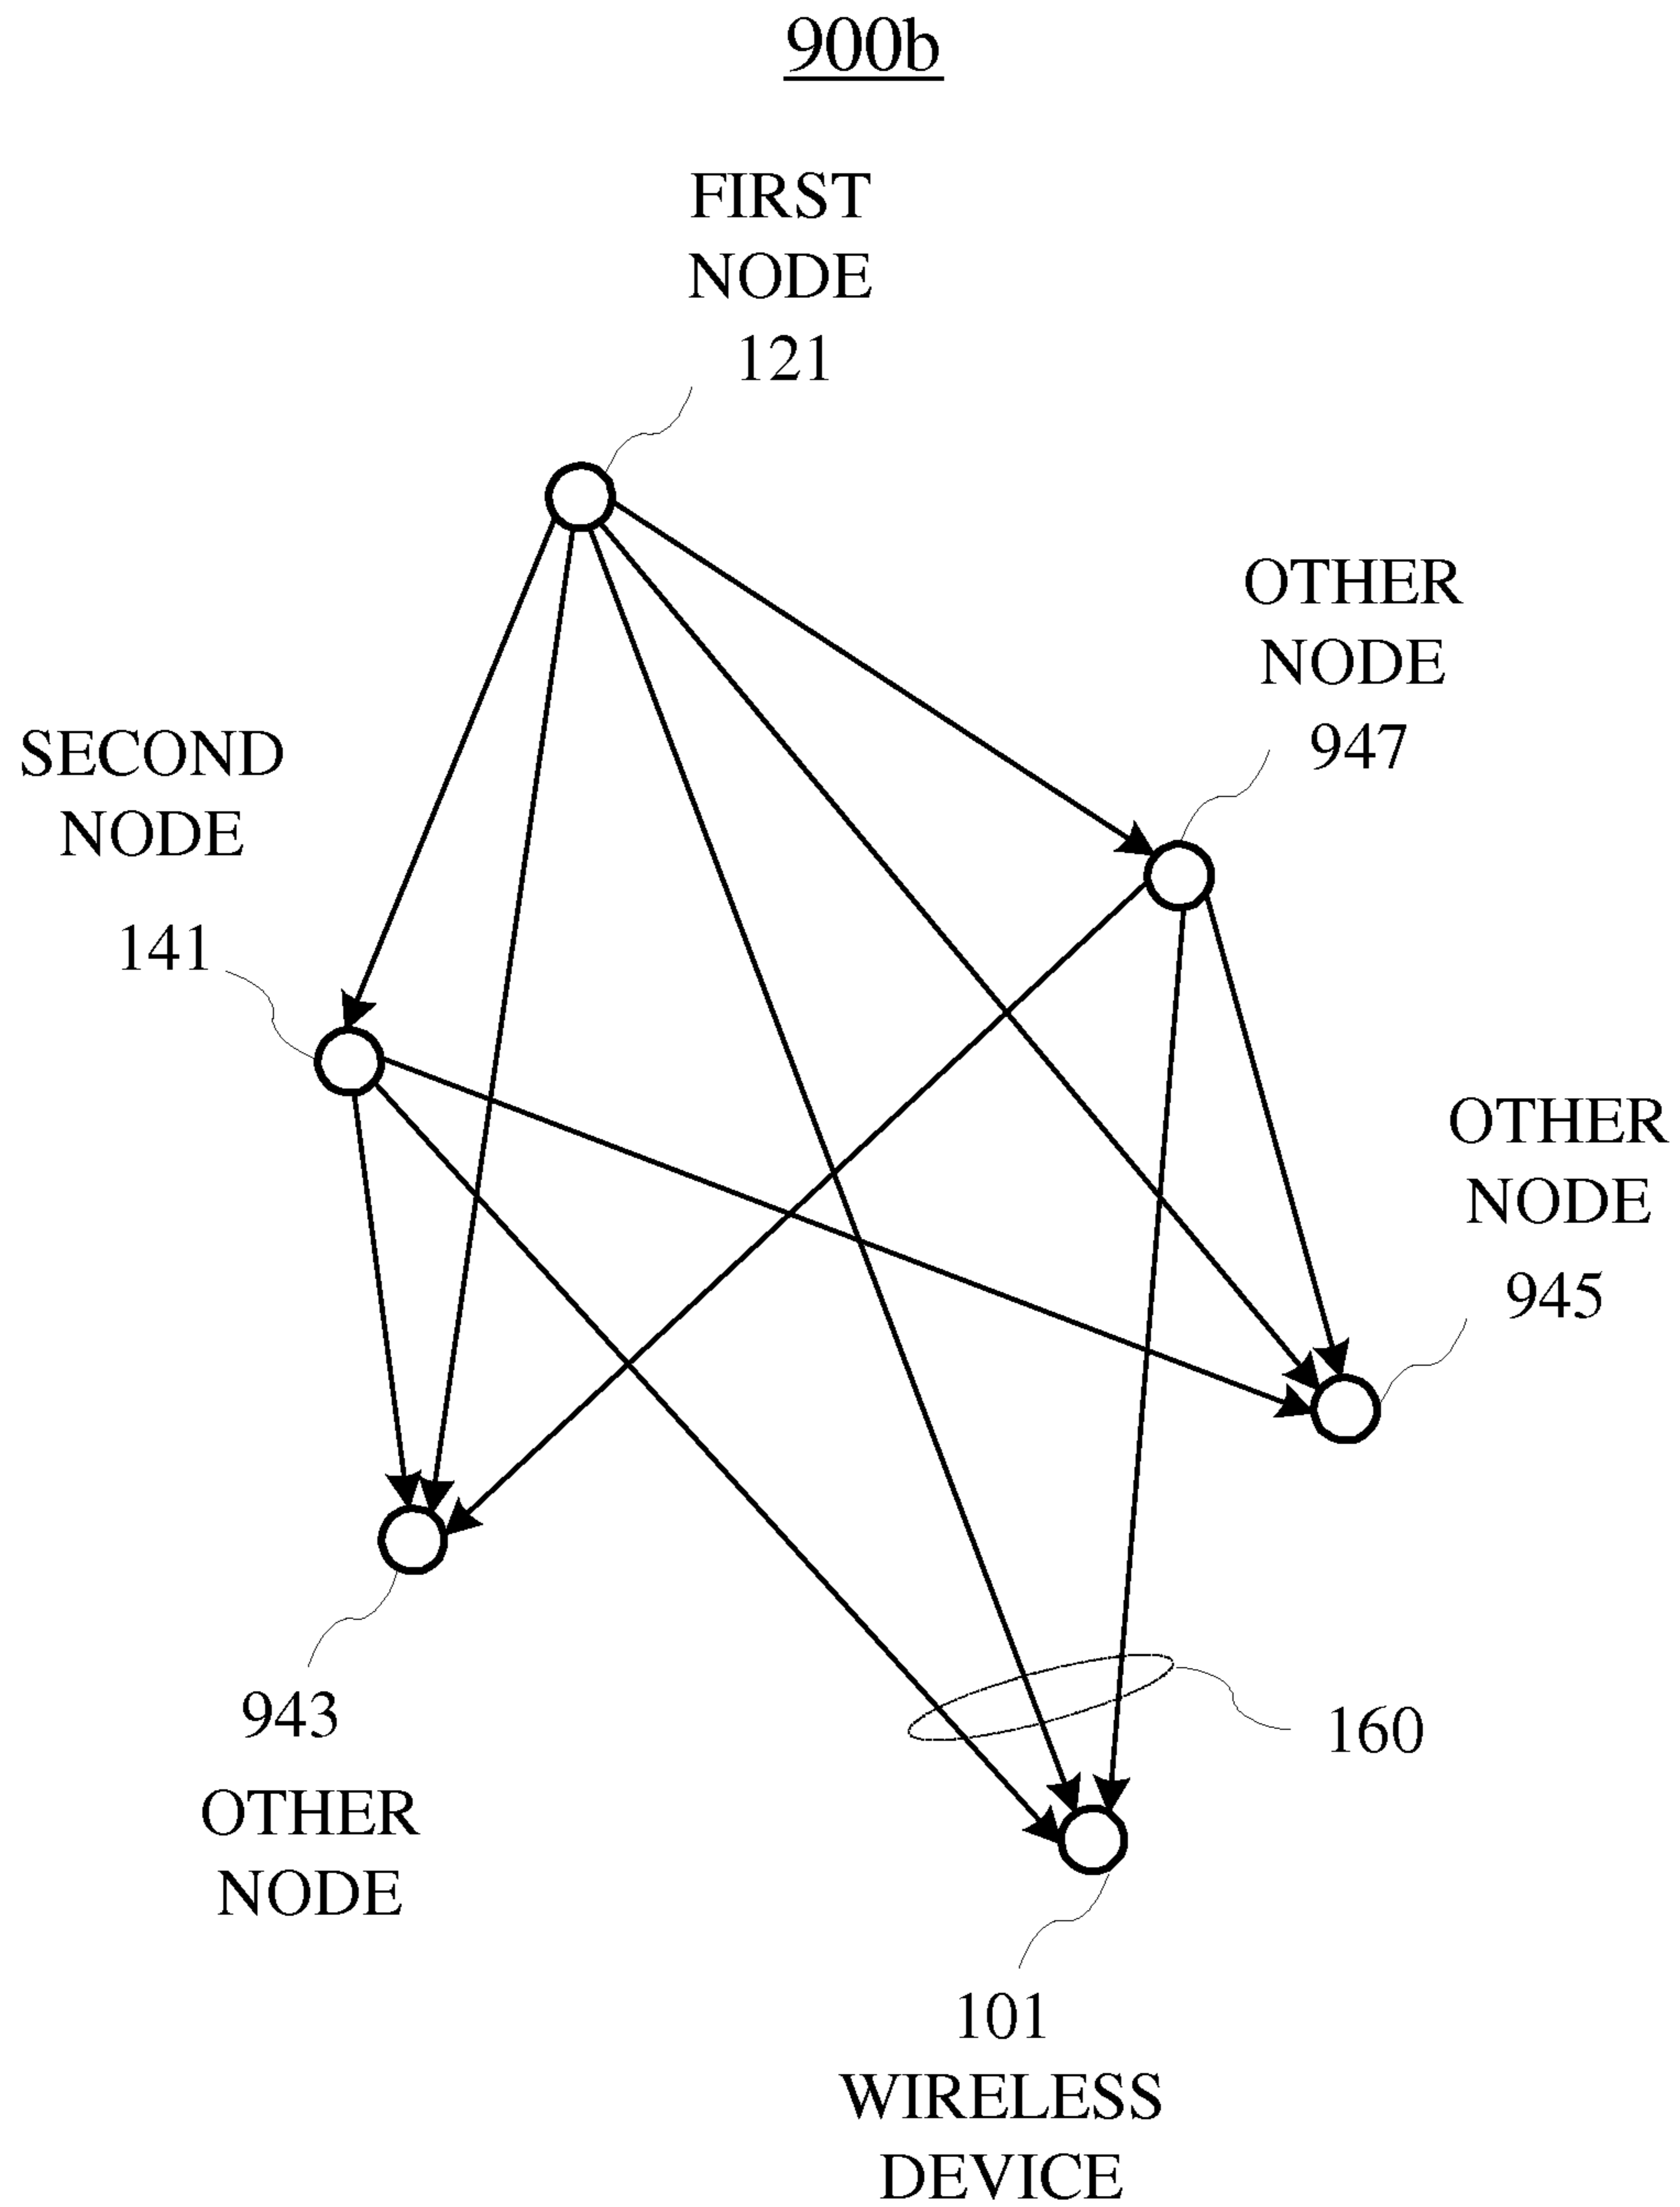 900b
FIRST
NODE
121
OTHER
NODE
947
SECOND
NODE
141
OTHER
NODE
945
943
OTHER
NODE
160
101
WIRELESS
DEVICE